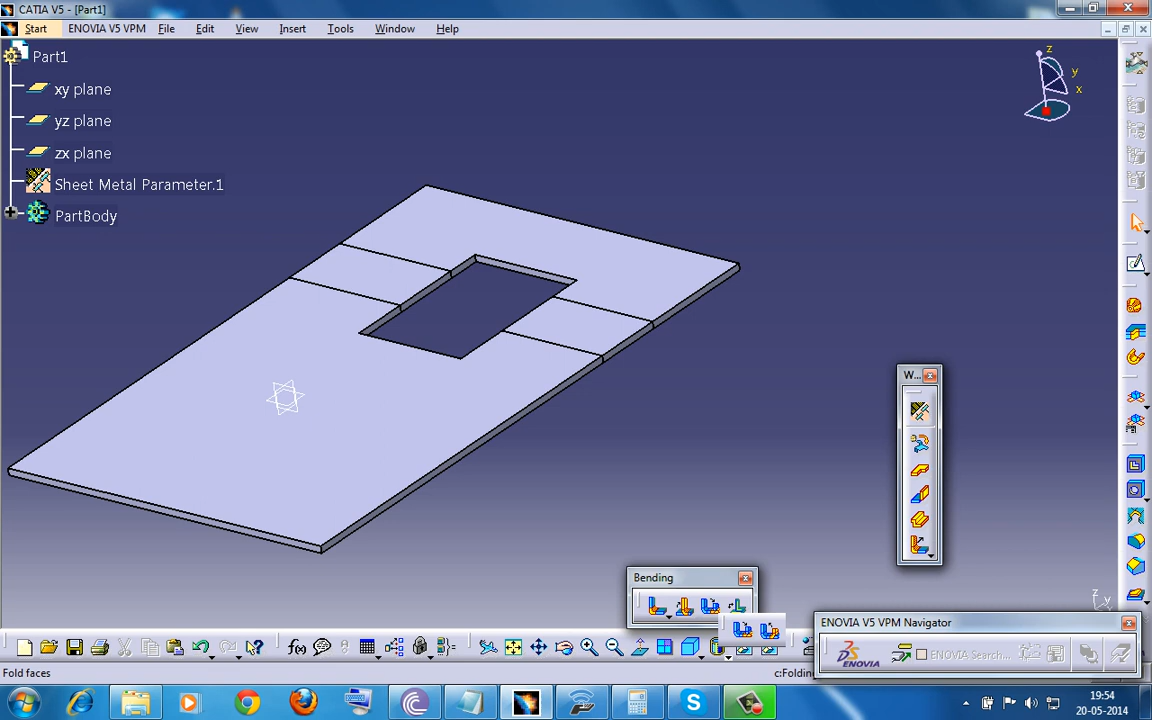 CATIA V5 - [Part1]
Start
ENOVIA V5 VPM
File
Edit
View
Insert
Tools
Window
Help
Part1
xy plane
yz plane
zx plane
Sheet Metal Parameter.1
PartBody
z
y
x
W...
Bending
z
y
ENOVIA V5 VPM Navigator
ENOVIA
ENOVIA Search...
f(x)
Fold faces
c:Foldin
19:54
20-05-2014